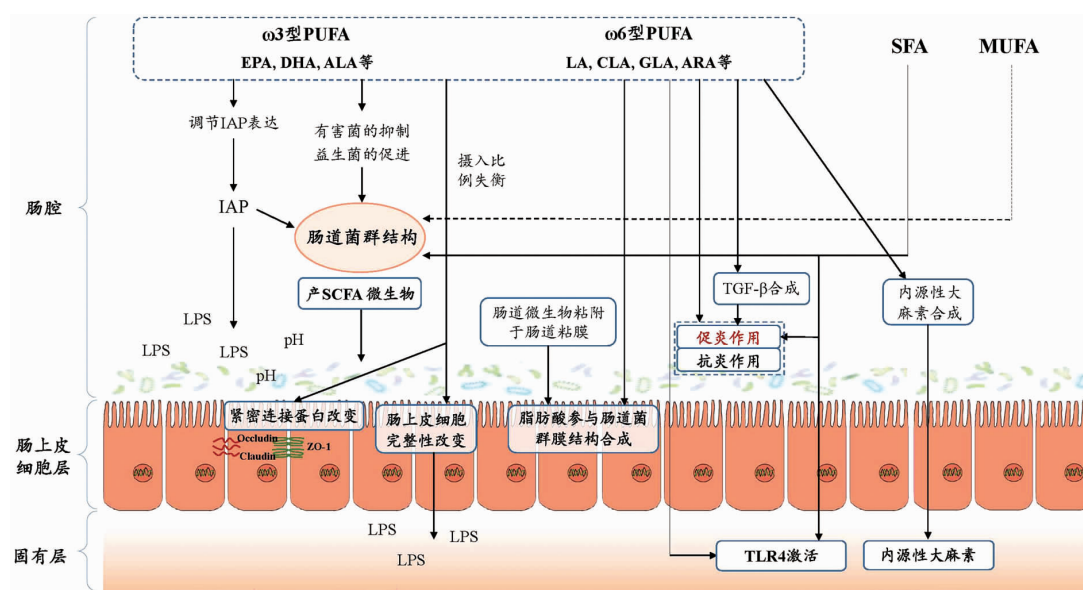 ω3型PUFA
EPA, DHA, ALA等
ω6型PUFA
LA, CLA, GLA, ARA等
SFA
MUFA
调节IAP表达
有害菌的抑制
益生菌的促进
摄入比
例失衡
肠腔
IAP
肠道菌群结构
产SCFA 微生物
TGF-β合成
内源性大
麻素合成
肠道微生物粘附
于肠道粘膜
促炎作用
抗炎作用
LPS
LPS
LPS
pH
pH
紧密连接蛋白改变
肠上皮细胞
完整性改变
脂肪酸参与肠道菌
群膜结构合成
Occludin
Claudin
ZO-1
肠上皮
细胞层
LPS
LPS
LPS
固有层
TLR4激活
内源性大麻素